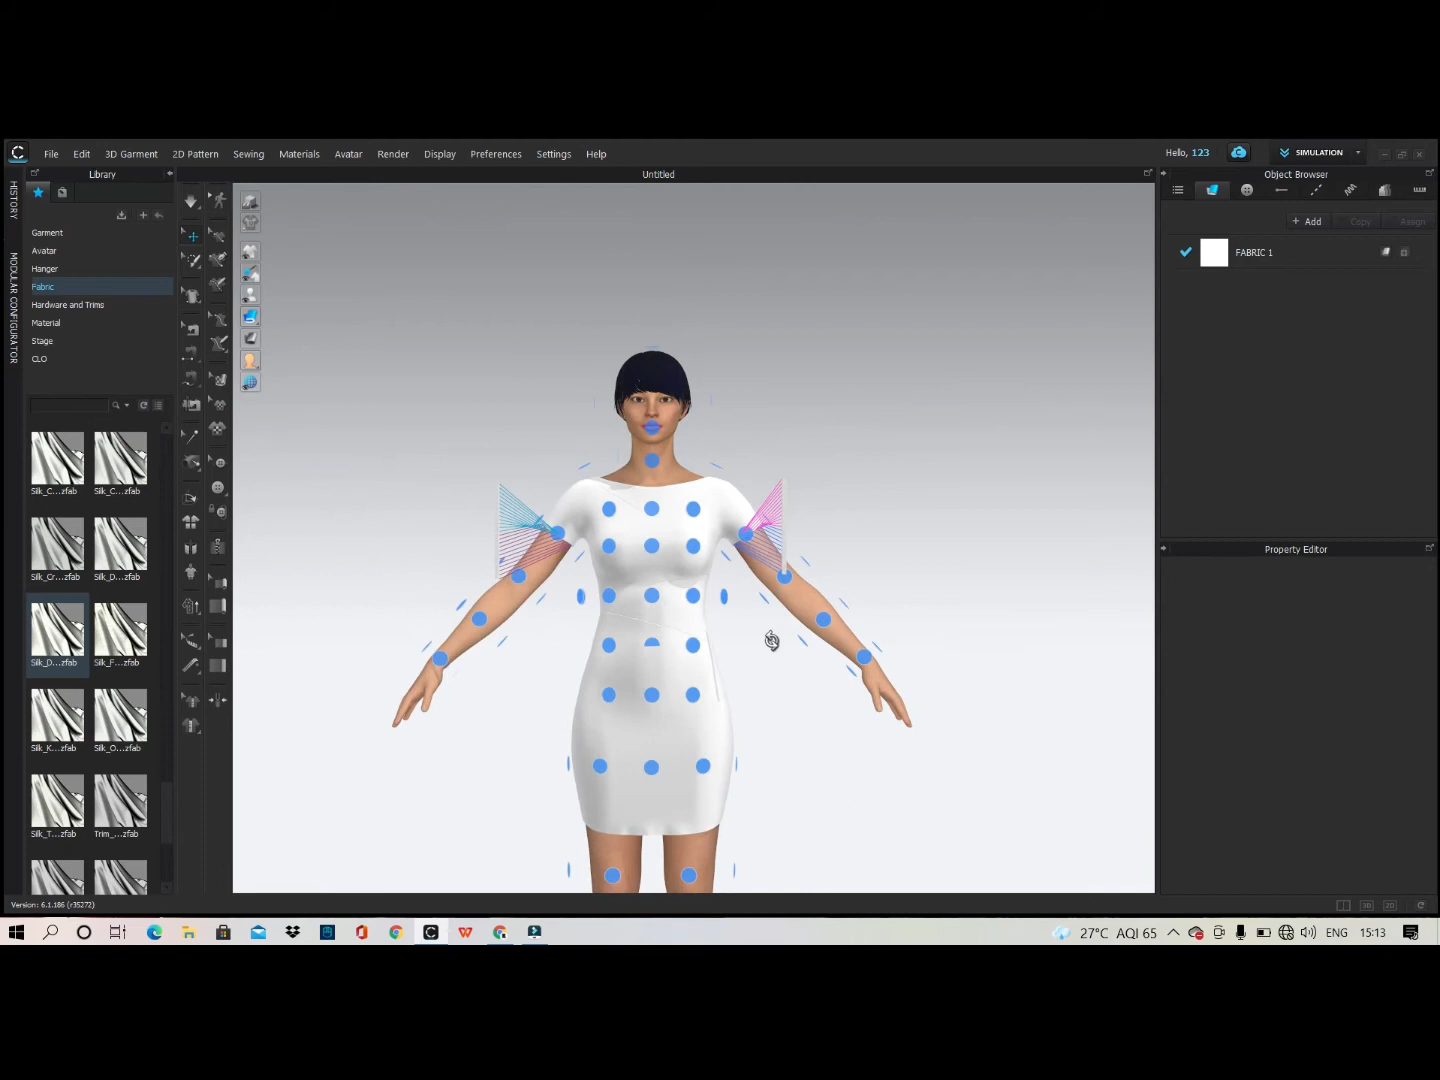 File Edit 3D Garment 2D Pattern Sewing Materials Avatar Render Display Preferences Settings Help
Hello, 123
SIMULATION
Library
Untitled
Object Browser
HISTORY
MODULAR CONFIGURATOR
Garment
Avatar
Hanger
Fabric
Hardware and Trims
Material
Stage
CLO
+ Add Copy Assign
FABRIC 1
Silk_C...zfab Silk_C...zfab
Silk_Cr...zfab Silk_D...zfab
Silk_D...zfab Silk_F...zfab
Silk_K...zfab Silk_O...zfab
Silk_T...zfab Trim_...zfab
Property Editor
Version: 6.1.186 (r35272)
3D 2D
27°C AQI 65
ENG 15:13